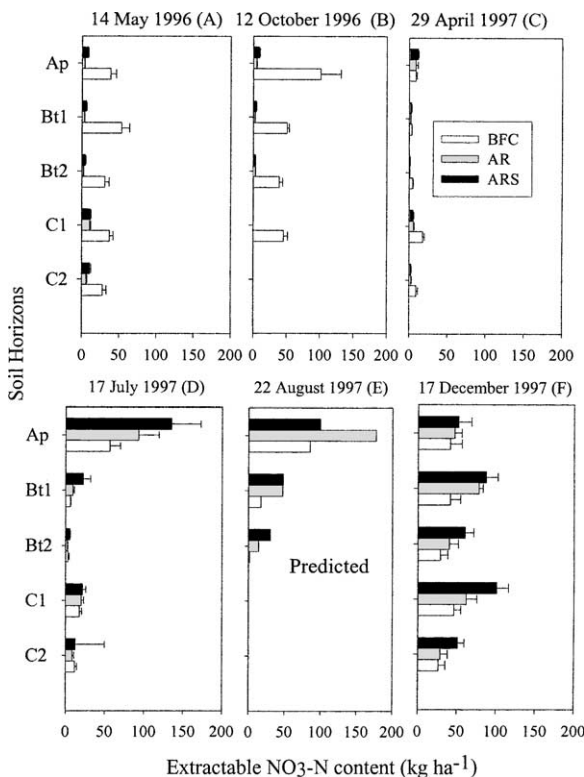 14 May 1996 (A) 12 October 1996 (B) 29 April 1997 (C)
Ap
Bt1
Bt2
C1
C2
BFC
AR
ARS
0 50 100 150 200 0 50 100 150 200 0 50 100 150 200
Soil Horizons
17 July 1997 (D) 22 August 1997 (E) 17 December 1997 (F)
Ap
Bt1
Bt2
C1
C2
Predicted
0 50 100 150 200 0 50 100 150 200 0 50 100 150 200
Extractable NO3-N content (kg ha-1)